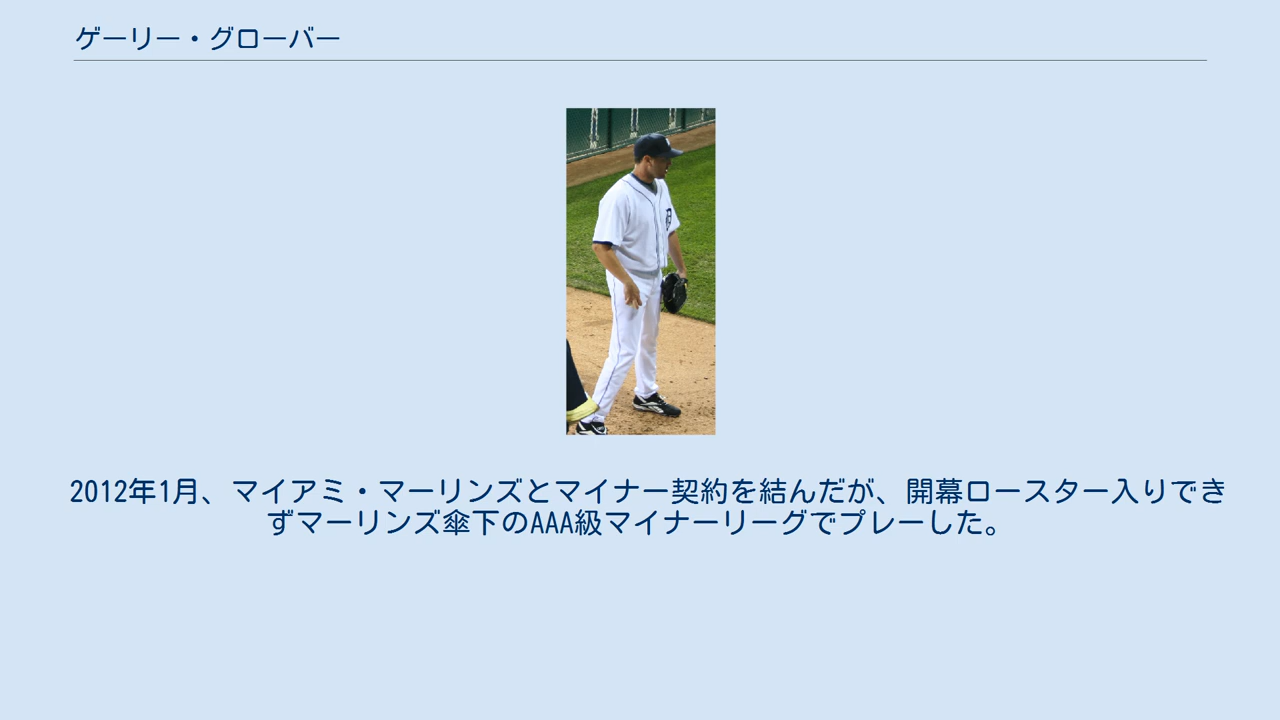 ゲーリー・グローバー
2012年1月、マイアミ・マーリンズとマイナー契約を結んだが、開幕ロースター入りでき
ずマーリンズ傘下のAAA級マイナーリーグでプレーした。